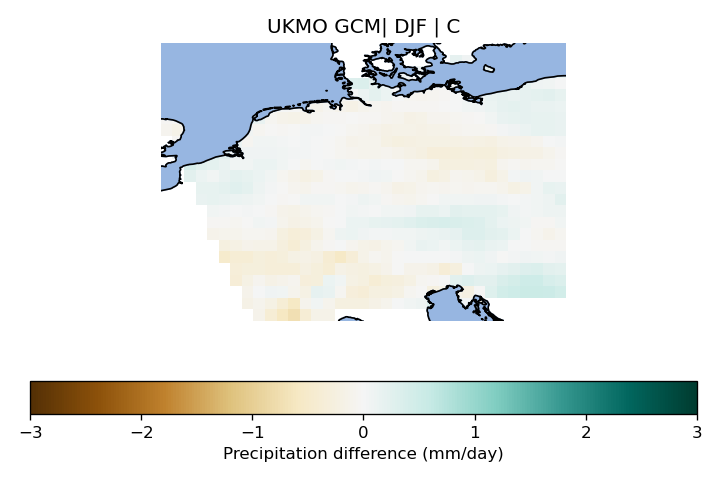 UKMO GCM| DJF | C
−3 −2 −1 0 1 2 3
Precipitation difference (mm/day)